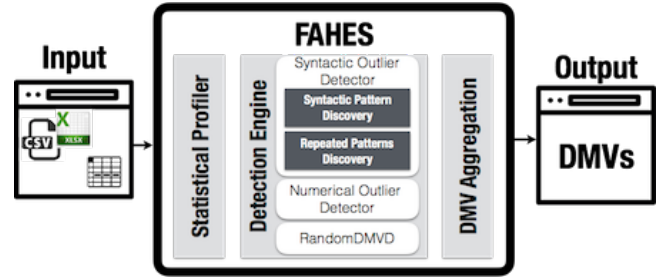 Input
CSV
X
XLSX
FAHES
Statistical Profiler
Detection Engine
Syntactic Outlier
Detector
Syntactic Pattern
Discovery
Repeated Patterns
Discovery
Numerical Outlier
Detector
RandomDMVD
DMV Aggregation
Output
DMVs